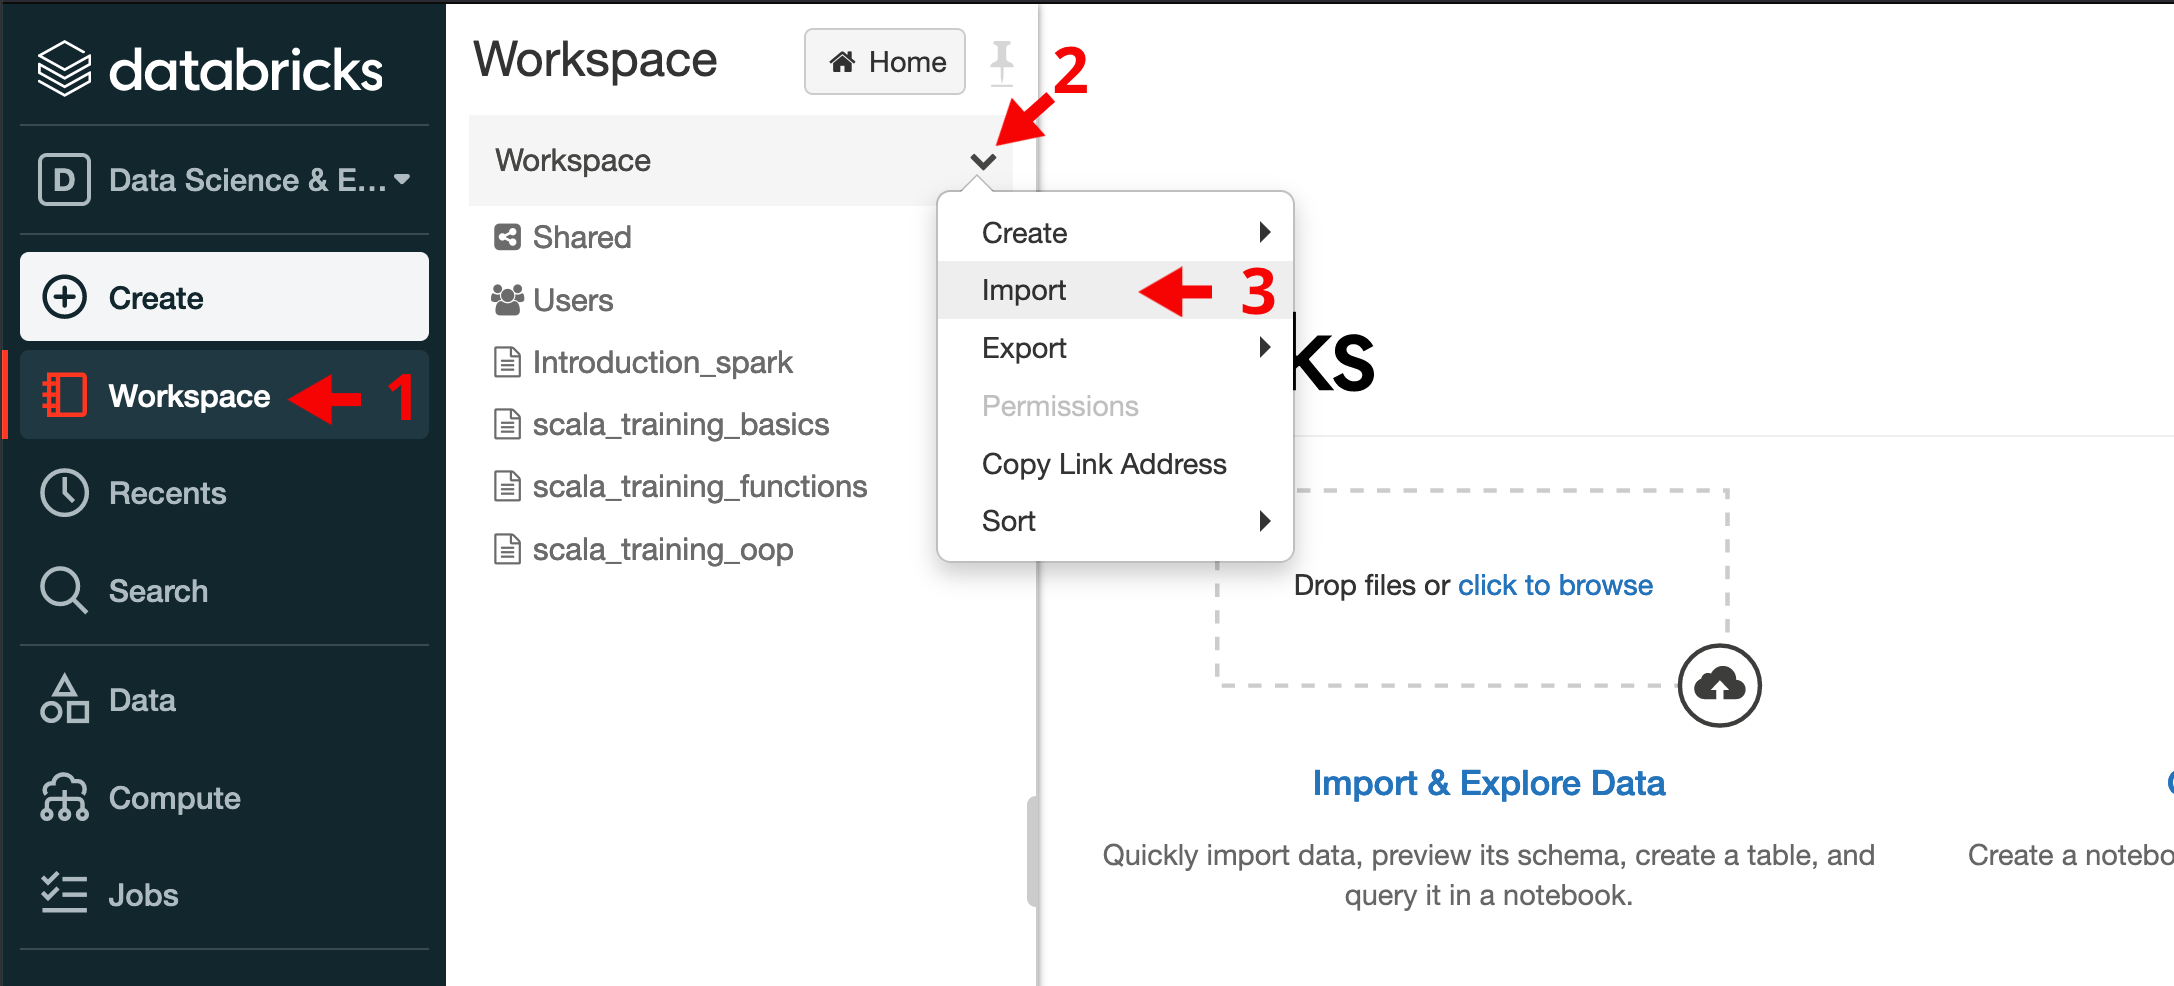 databricks
D Data Science & E...
Create
Workspace 1
Recents
Search
Data
Compute
Jobs
Workspace Home 2
Workspace
Shared
Users
Introduction_spark
scala_training_basics
scala_training_functions
scala_training_oop
Create
Import 3
Export
Permissions
Copy Link Address
Sort
ks
Drop files or click to browse
Import & Explore Data
Quickly import data, preview its schema, create a table, and
query it in a notebook.
Create a notebo